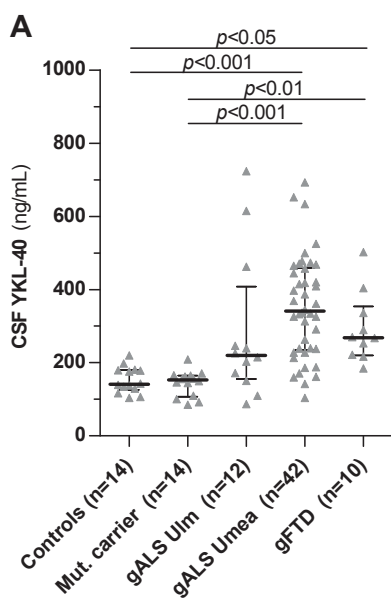 A
p<0.05
p<0.001
p<0.01
p<0.001
CSF YKL-40 (ng/mL)
1000
800
600
400
200
0
Controls (n=14)
Mut. carrier (n=14)
gALS Ulm (n=12)
gALS Umea (n=42)
gFTD (n=10)